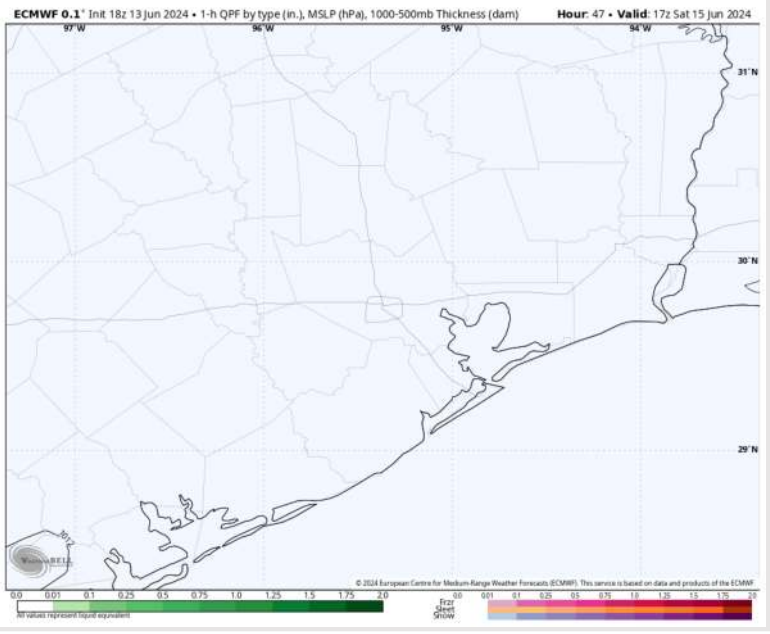 ECMWF 0.1° Init 18z 13 Jun 2024 • 1-h QPF by type (in.), MSLP (hPa), 1000-500mb Thickness (dam) Hour: 47 • Valid: 17z Sat 15 Jun 2024
97°W 96°W 95°W 94°W
31°N
30°N
29°N
1012
WEATHERBELL
© 2024 European Centre for Medium-Range Weather Forecasts (ECMWF). This service is based on data and products of the ECMWF
0.0 0.01 0.1 0.25 0.5 0.75 1.0 1.25 1.5 1.75 2.0 0.0 0.01 0.1 0.25 0.5 0.75 1.0 1.25 1.5 1.75 2.0
All values represent liquid equivalent
Frzr
Sleet
Snow